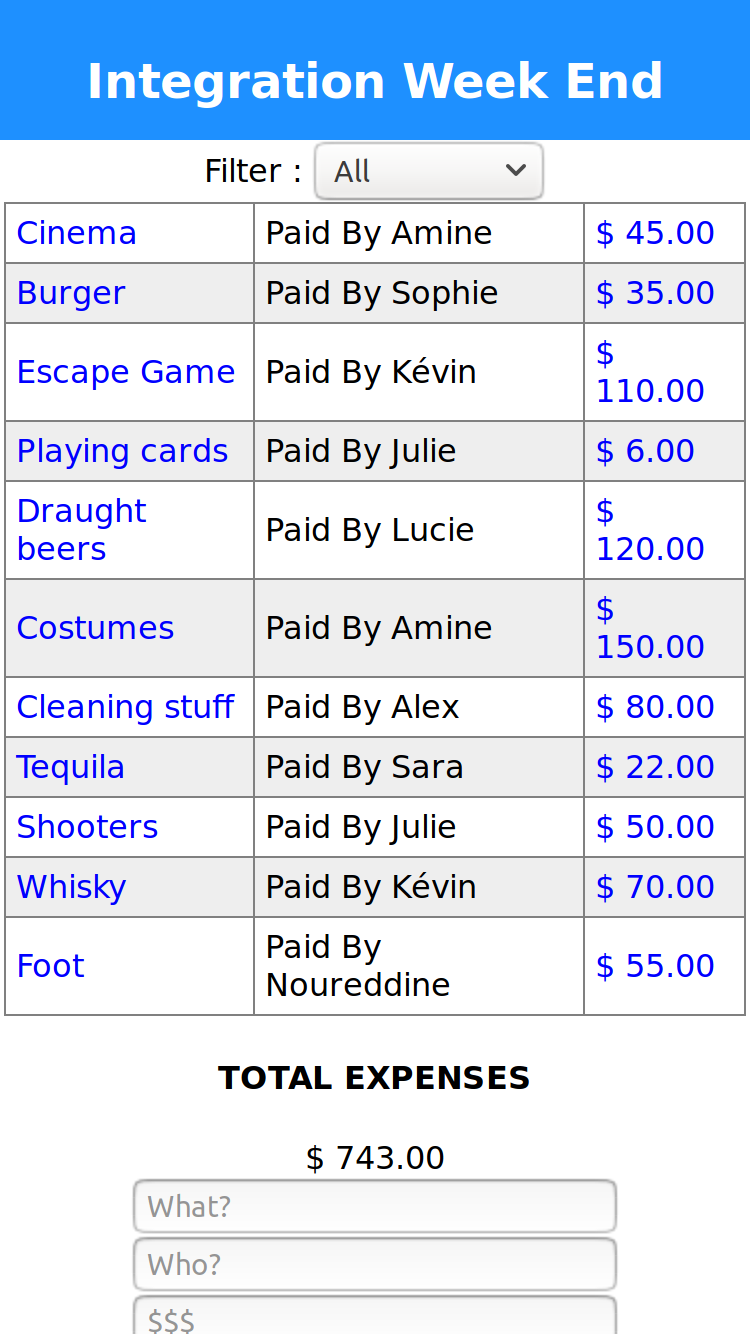 Integration Week End
Filter : All
Cinema Paid By Amine $ 45.00
Burger Paid By Sophie $ 35.00
Escape Game Paid By Kévin $ 110.00
Playing cards Paid By Julie $ 6.00
Draught beers Paid By Lucie $ 120.00
Costumes Paid By Amine $ 150.00
Cleaning stuff Paid By Alex $ 80.00
Tequila Paid By Sara $ 22.00
Shooters Paid By Julie $ 50.00
Whisky Paid By Kévin $ 70.00
Foot Paid By Noureddine $ 55.00
TOTAL EXPENSES
$ 743.00
What?
Who?
$$$